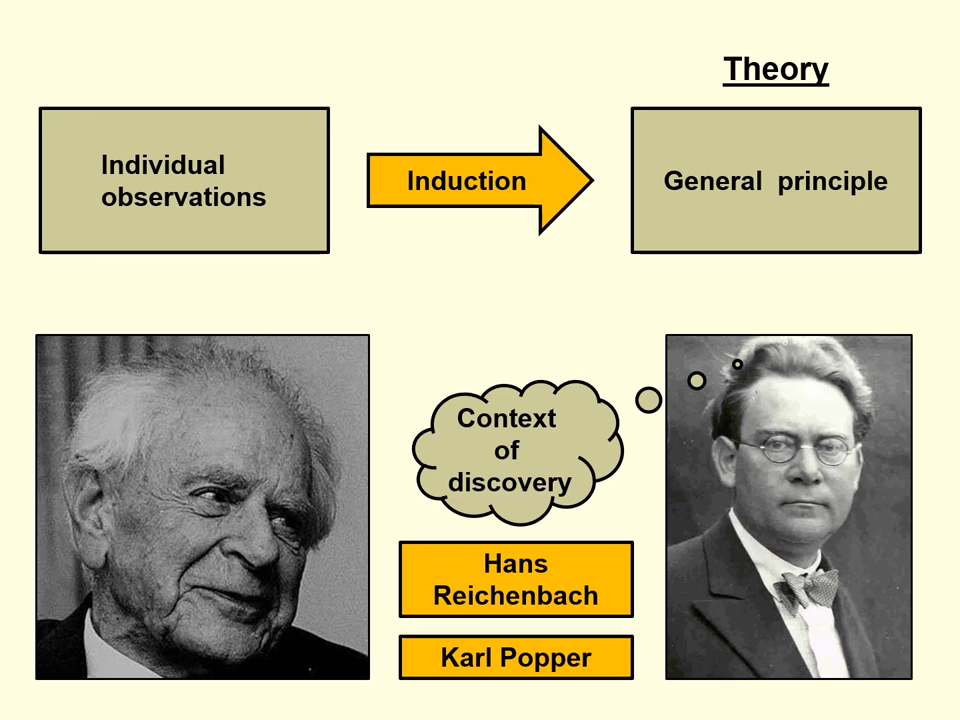 Theory
Individual
observations
Induction
General principle
Context
of
discovery
Hans
Reichenbach
Karl Popper